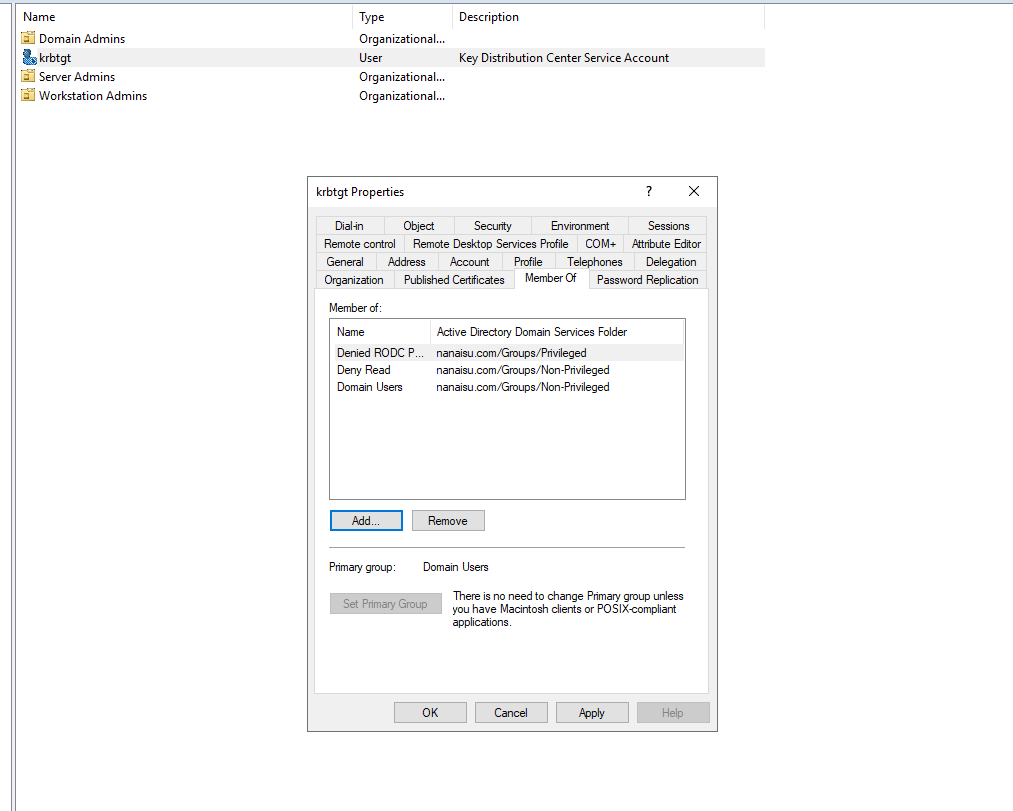 Name Type Description
Domain Admins Organizational...
krbtgt User Key Distribution Center Service Account
Server Admins Organizational...
Workstation Admins Organizational...
krbtgt Properties ?
Dial-in Object Security Environment Sessions
Remote control Remote Desktop Services Profile COM+ Attribute Editor
General Address Account Profile Telephones Delegation
Organization Published Certificates Member Of Password Replication
Member of:
Name Active Directory Domain Services Folder
Denied RODC P... nanaisu.com/Groups/Privileged
Deny Read nanaisu.com/Groups/Non-Privileged
Domain Users nanaisu.com/Groups/Non-Privileged
Add... Remove
Primary group: Domain Users
Set Primary Group
There is no need to change Primary group unless
you have Macintosh clients or POSIX-compliant
applications.
OK Cancel Apply Help